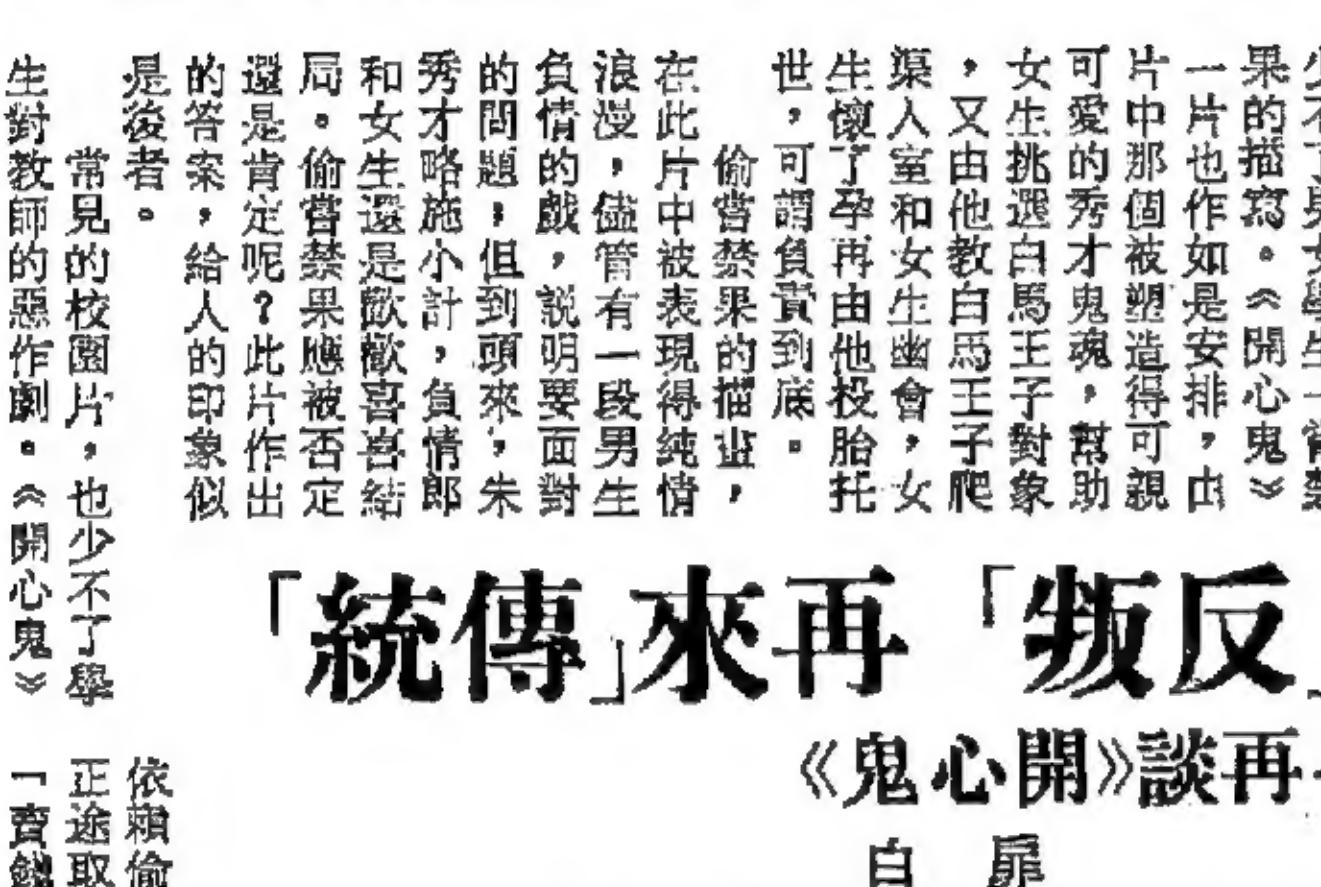 少不了男女學生一嘗禁
果的描寫。《開心鬼》
一片也作如是安排，由
片中那個被塑造得可親
可愛的秀才鬼魂，幫助
女生挑選白馬王子對象
，又由他教白馬王子爬
渠人室和女生幽會，女
生懷了孕再由他投胎托
世，可謂負責到底。
偷嘗禁果的描畫，
在此片中被表現得純情
浪漫，儘管有一段男生
負情的戲，說明要面對
的問題；但到頭來，朱
秀才略施小計，負情郎
和女生還是歡歡喜喜結
局。偷嘗禁果應被否定
還是肯定呢？此片作出
的答案，給人的印象似
是後者。
常見的校園片，也少不了學
生對教師的惡作劇。《開心鬼》
「反叛」再來「傳統」
再談《開心鬼》
扉白
依賴偷
正途取
「賣錢